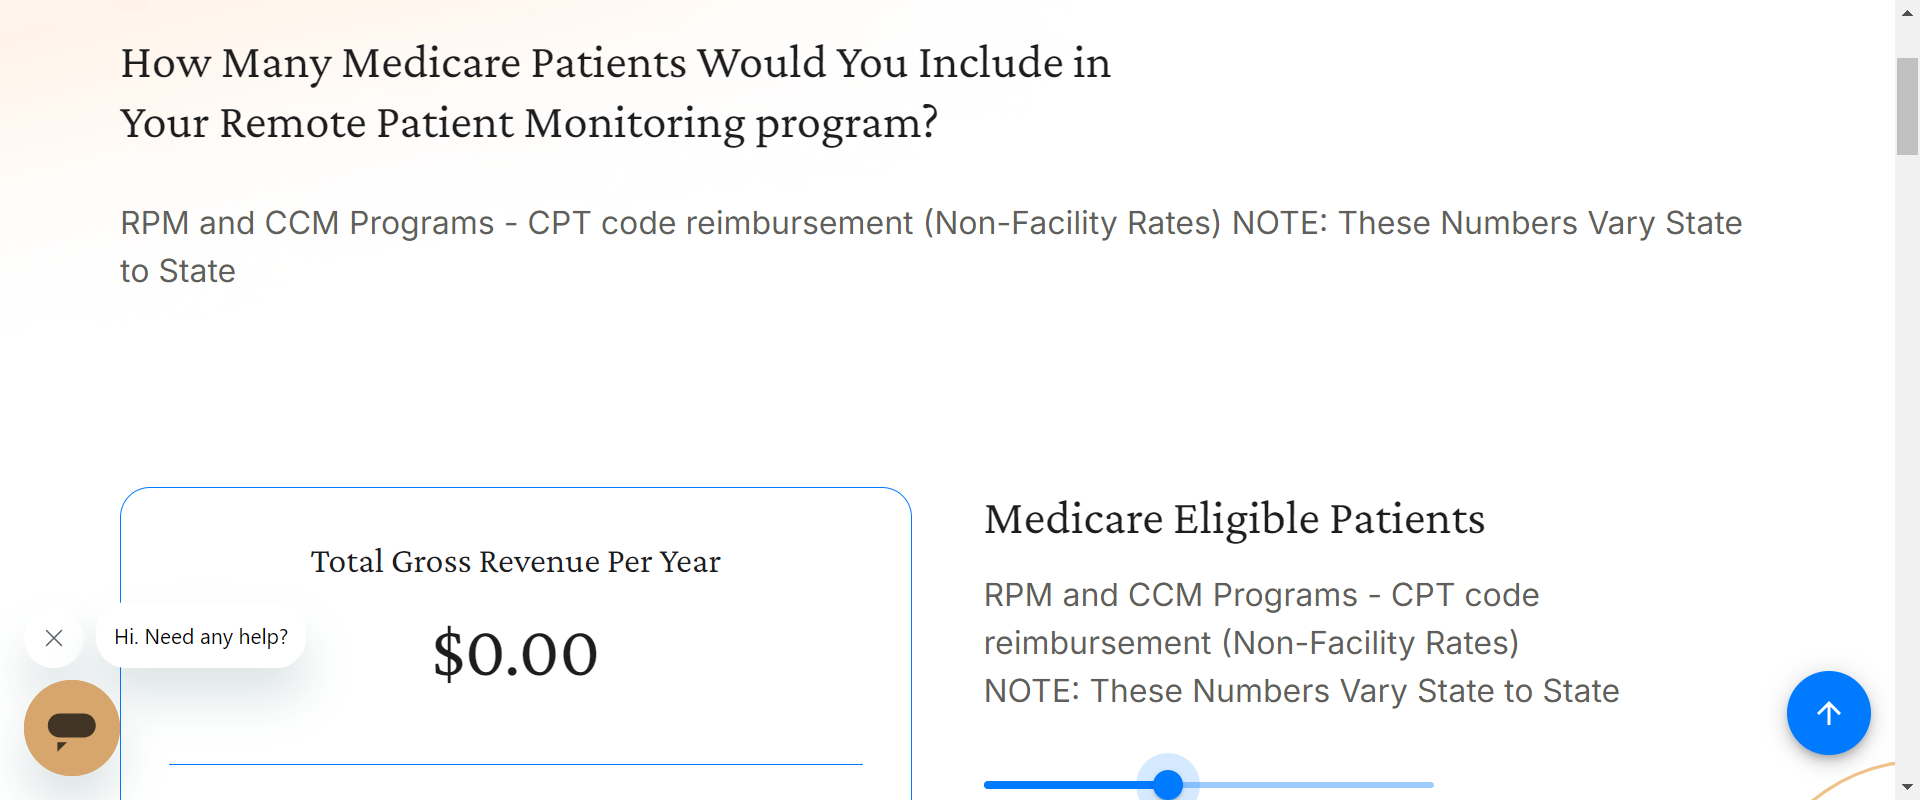 How Many Medicare Patients Would You Include in
Your Remote Patient Monitoring program?
RPM and CCM Programs - CPT code reimbursement (Non-Facility Rates) NOTE: These Numbers Vary State
to State
Total Gross Revenue Per Year
$0.00
Hi. Need any help?
Medicare Eligible Patients
RPM and CCM Programs - CPT code
reimbursement (Non-Facility Rates)
NOTE: These Numbers Vary State to State